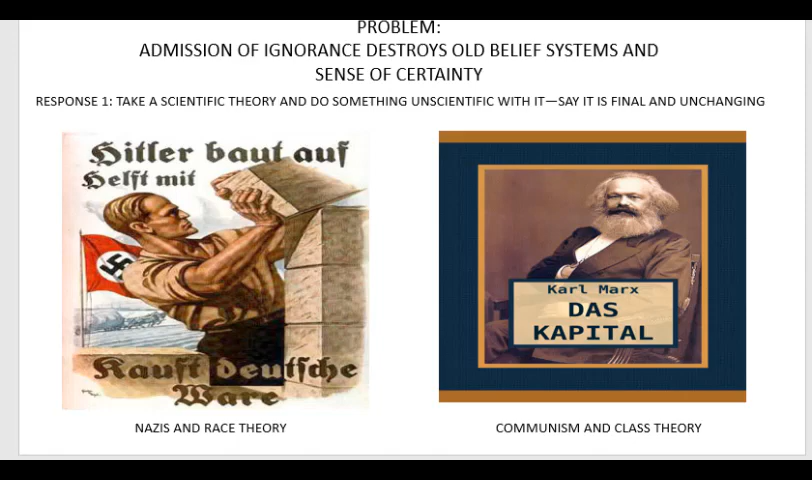 PROBLEM:
ADMISSION OF IGNORANCE DESTROYS OLD BELIEF SYSTEMS AND
SENSE OF CERTAINTY
RESPONSE 1: TAKE A SCIENTIFIC THEORY AND DO SOMETHING UNSCIENTIFIC WITH IT—SAY IT IS FINAL AND UNCHANGING
Hitler baut auf
Helft mit
Kauft deutsche
Ware
Karl Marx
DAS
KAPITAL
NAZIS AND RACE THEORY
COMMUNISM AND CLASS THEORY